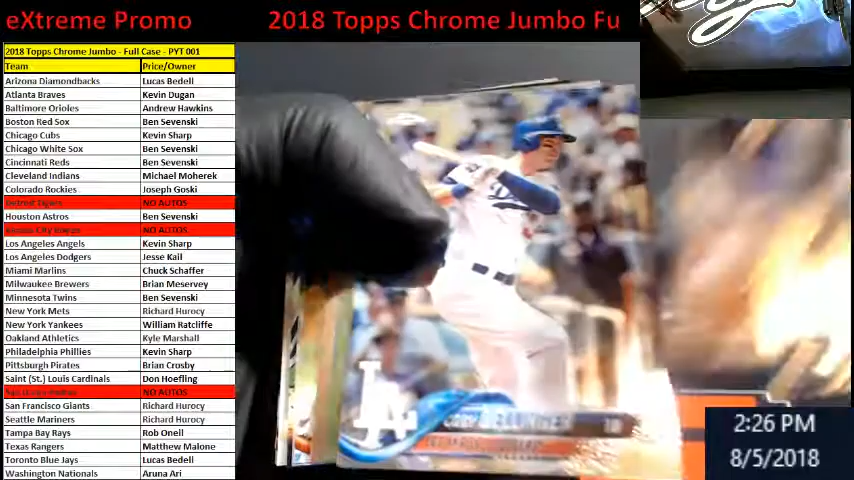 eXtreme Promo
2018 Topps Chrome Jumbo Fu
2018 Topps Chrome Jumbo - Full Case - PYT 001
Team Price/Owner
Arizona Diamondbacks Lucas Bedell
Atlanta Braves Kevin Dugan
Baltimore Orioles Andrew Hawkins
Boston Red Sox Ben Sevenski
Chicago Cubs Kevin Sharp
Chicago White Sox Ben Sevenski
Cincinnati Reds Ben Sevenski
Cleveland Indians Michael Moherek
Colorado Rockies Joseph Goski
Detroit Tigers NO AUTOS
Houston Astros Ben Sevenski
Kansas City Royals NO AUTOS
Los Angeles Angels Kevin Sharp
Los Angeles Dodgers Jesse Kail
Miami Marlins Chuck Schaffer
Milwaukee Brewers Brian Meservey
Minnesota Twins Ben Sevenski
New York Mets Richard Hurocy
New York Yankees William Ratcliffe
Oakland Athletics Kyle Marshall
Philadelphia Phillies Kevin Sharp
Pittsburgh Pirates Brian Crosby
Saint (St.) Louis Cardinals Don Hoefling
San Diego Padres NO AUTOS
San Francisco Giants Richard Hurocy
Seattle Mariners Richard Hurocy
Tampa Bay Rays Rob Onell
Texas Rangers Matthew Malone
Toronto Blue Jays Lucas Bedell
Washington Nationals Aruna Ari
LA
2:26 PM
8/5/2018